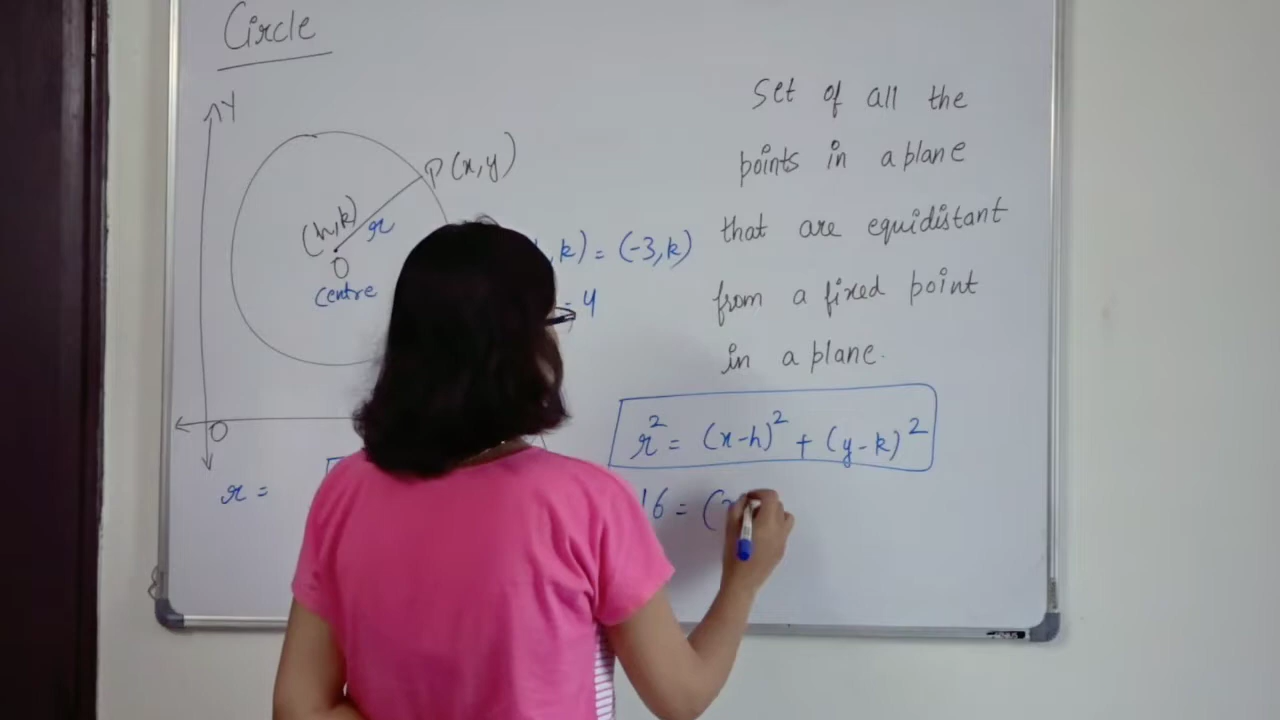 Circle
Y
P(x,y)
(h,k)
r
O
Centre
O
r =
,k) = (-3,k)
= 4
Set of all the
points in a plane
that are equidistant
from a fixed point
in a plane.
r² = (x-h)² + (y-k)²
16 = (x